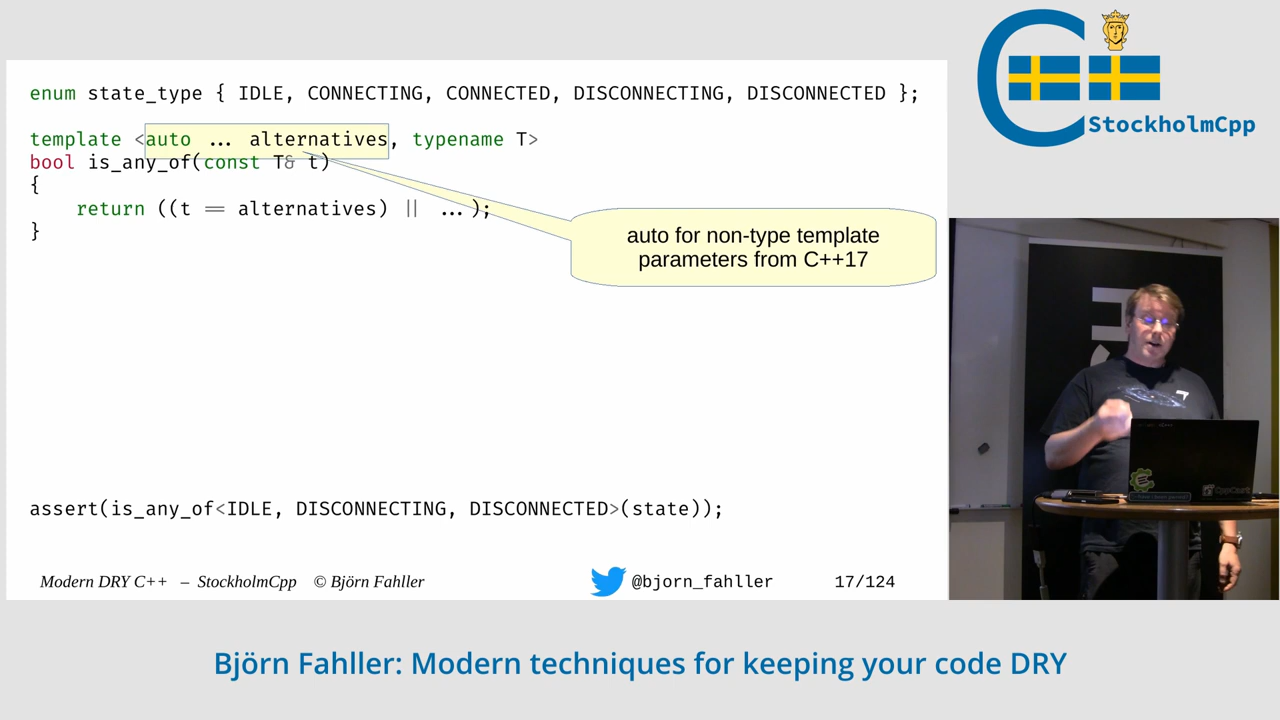 enum state_type { IDLE, CONNECTING, CONNECTED, DISCONNECTING, DISCONNECTED };
template <auto ... alternatives, typename T>
bool is_any_of(const T& t)
{
return ((t == alternatives) || ...);
}
auto for non-type template
parameters from C++17
assert(is_any_of<IDLE, DISCONNECTING, DISCONNECTED>(state));
Modern DRY C++ – StockholmCpp © Björn Fahller
@bjorn_fahller
17/124
StockholmCpp
Björn Fahller: Modern techniques for keeping your code DRY